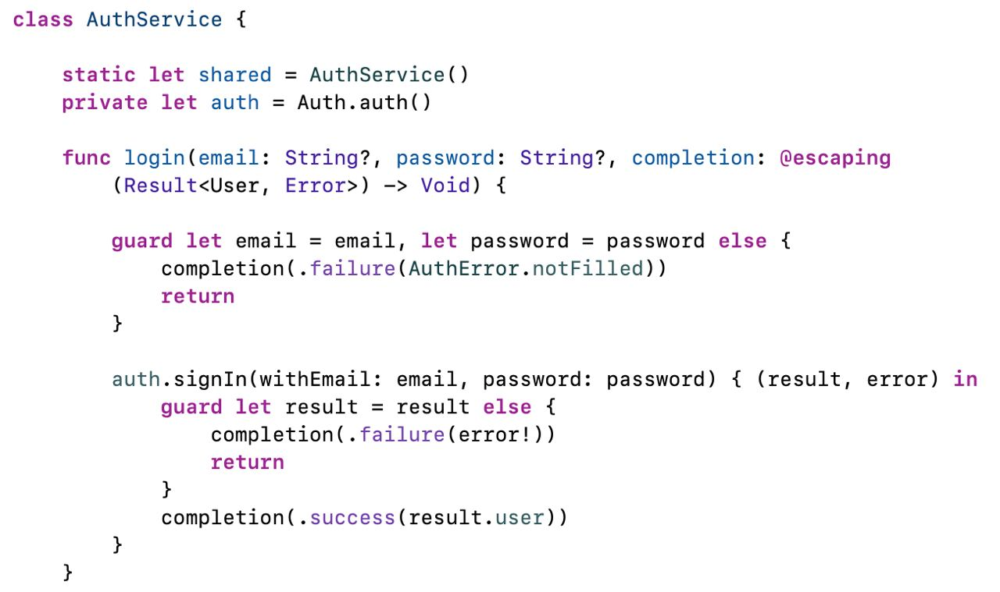 class AuthService {
static let shared = AuthService()
private let auth = Auth.auth()
func login(email: String?, password: String?, completion: @escaping
(Result<User, Error>) -> Void) {
guard let email = email, let password = password else {
completion(.failure(AuthError.notFilled))
return
}
auth.signIn(withEmail: email, password: password) { (result, error) in
guard let result = result else {
completion(.failure(error!))
return
}
completion(.success(result.user))
}
}